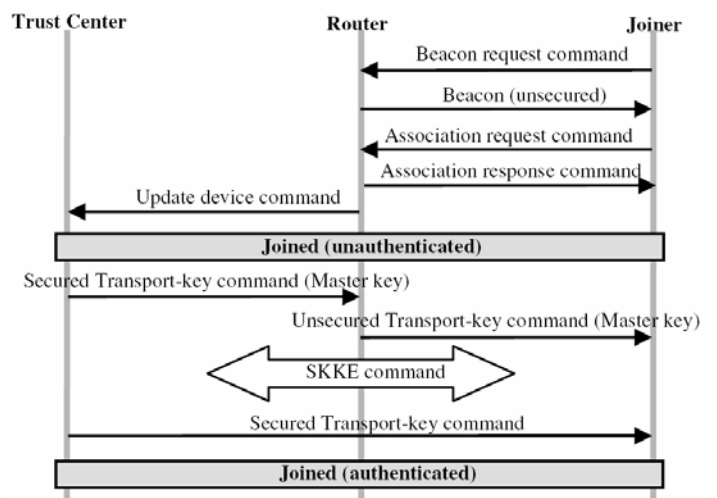 Trust Center
Router
Joiner
Beacon request command
Beacon (unsecured)
Association request command
Association response command
Update device command
Joined (unauthenticated)
Secured Transport-key command (Master key)
Unsecured Transport-key command (Master key)
SKKE command
Secured Transport-key command
Joined (authenticated)